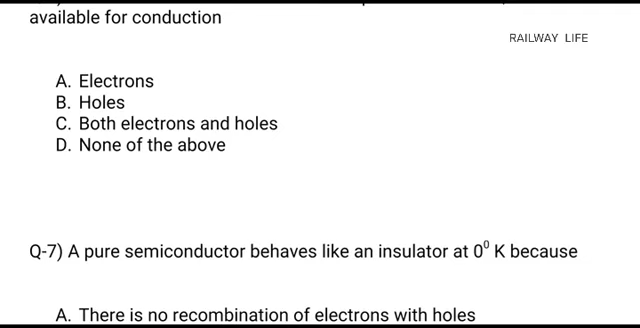 available for conduction
RAILWAY LIFE
A. Electrons
B. Holes
C. Both electrons and holes
D. None of the above
Q-7) A pure semiconductor behaves like an insulator at 0⁰ K because
A. There is no recombination of electrons with holes